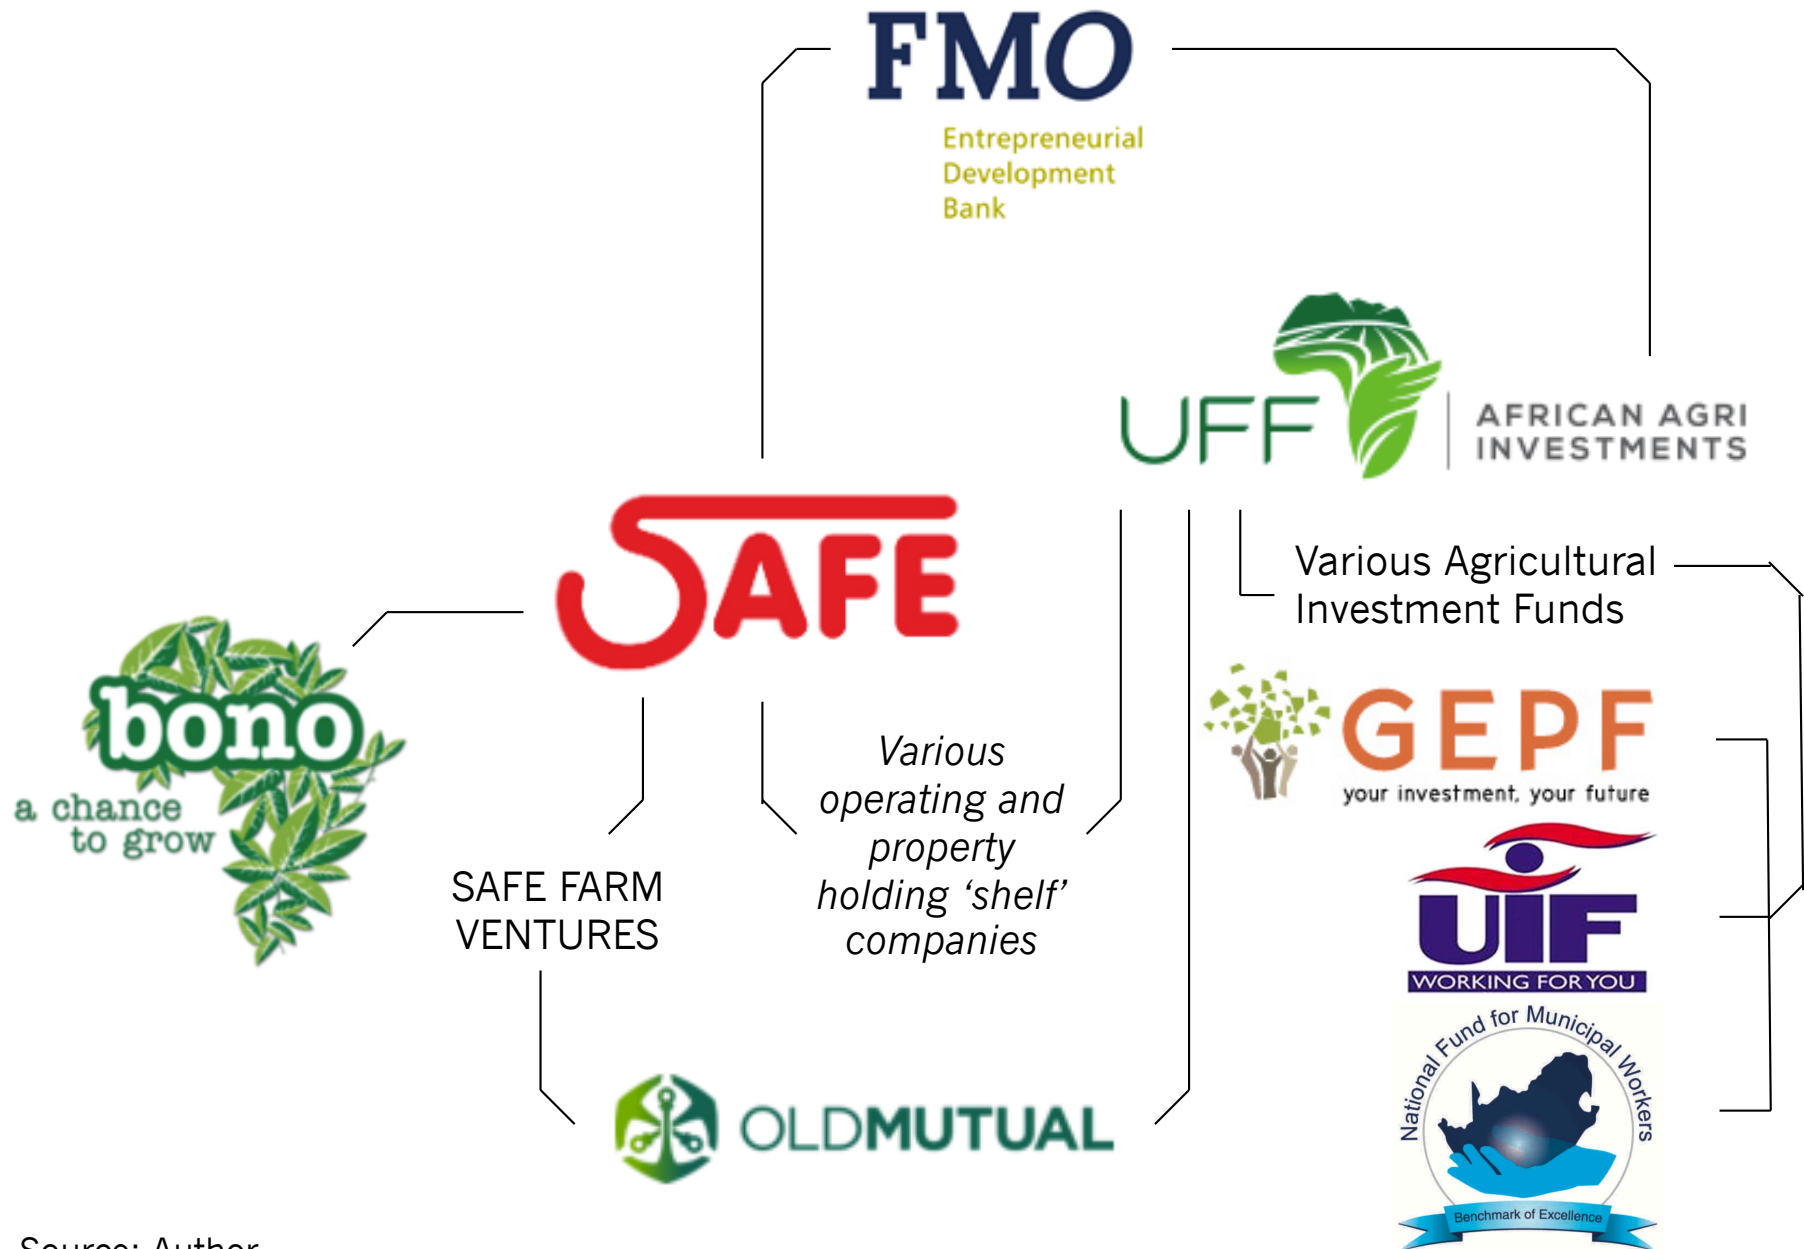 FMO
Entrepreneurial
Development
Bank
UFF
AFRICAN AGRI
INVESTMENTS
SAFE
Various Agricultural
Investment Funds
bono
a chance
to grow
GEPF
your investment, your future
Various
operating and
property
holding ‘shelf’
companies
SAFE FARM
VENTURES
UIF
WORKING FOR YOU
OLDMUTUAL
National Fund for Municipal Workers
Benchmark of Excellence
Source: Author